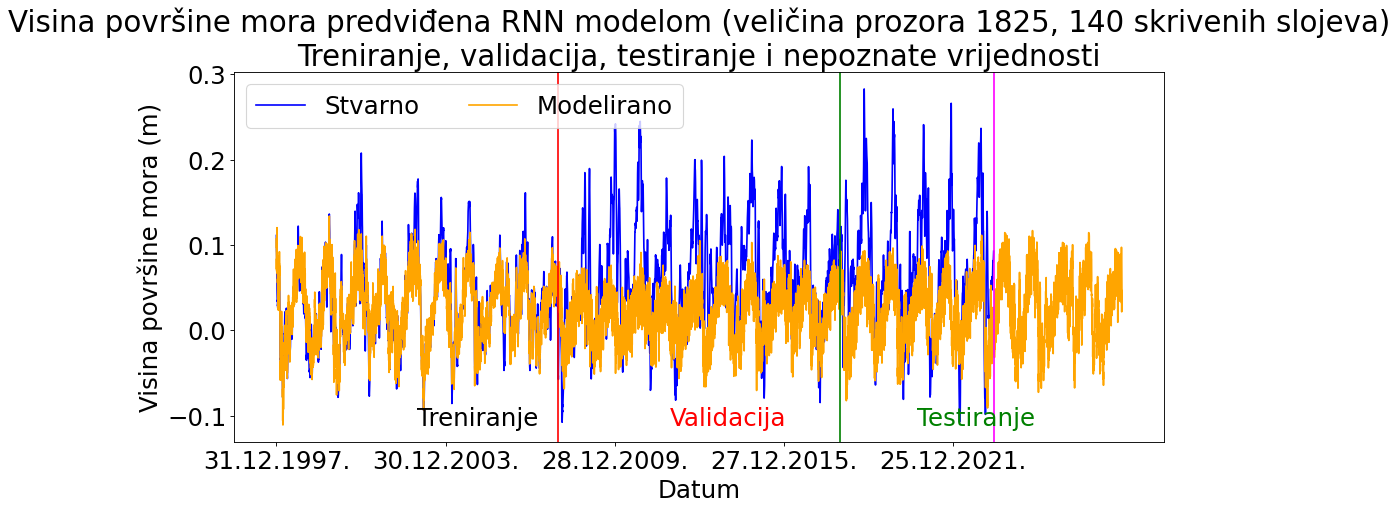 Visina površine mora predviđena RNN modelom (veličina prozora 1825, 140 skrivenih slojeva)
Treniranje, validacija, testiranje i nepoznate vrijednosti
Stvarno Modelirano
Visina površine mora (m)
0.3
0.2
0.1
0.0
−0.1
Treniranje Validacija Testiranje
31.12.1997. 30.12.2003. 28.12.2009. 27.12.2015. 25.12.2021.
Datum